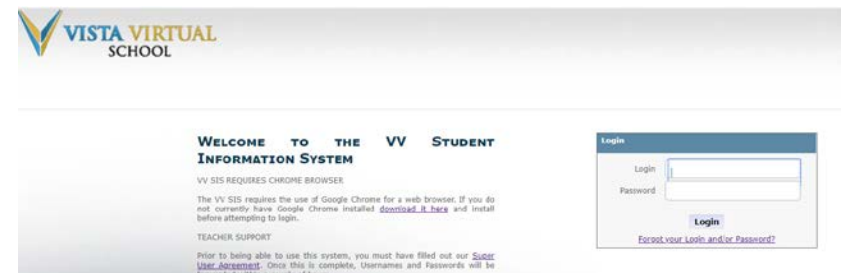 VISTA VIRTUAL
SCHOOL
WELCOME TO THE VV STUDENT
INFORMATION SYSTEM
VV SIS REQUIRES CHROME BROWSER
The VV SIS requires the use of Google Chrome for a web browser. If you do
not currently have Google Chrome installed download it here and install
before attempting to login.
TEACHER SUPPORT
Prior to being able to use this system, you must have filled out our Super
User Agreement. Once this is complete, Usernames and Passwords will be
Login
Login
Password
Login
Forgot your Login and/or Password?